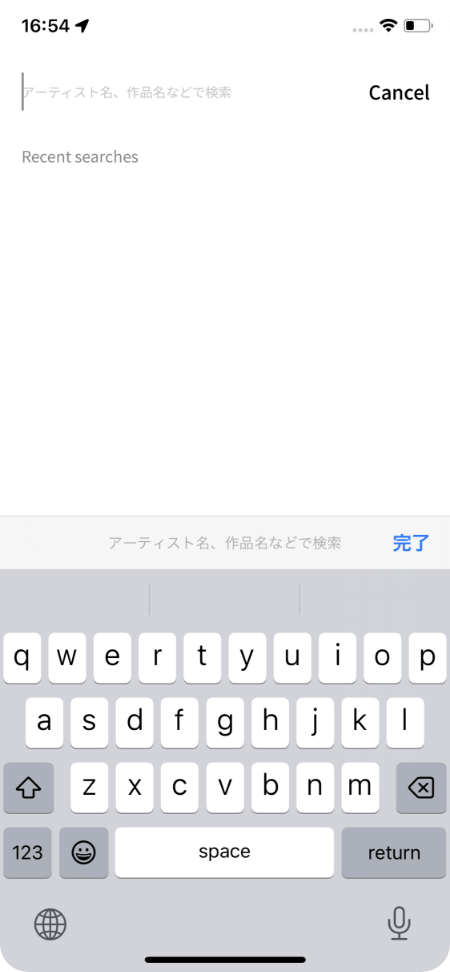 16:54
アーティスト名、作品名などで検索
Cancel
Recent searches
アーティスト名、作品名などで検索
完了
q w e r t y u i o p
a s d f g h j k l
z x c v b n m
123 space return